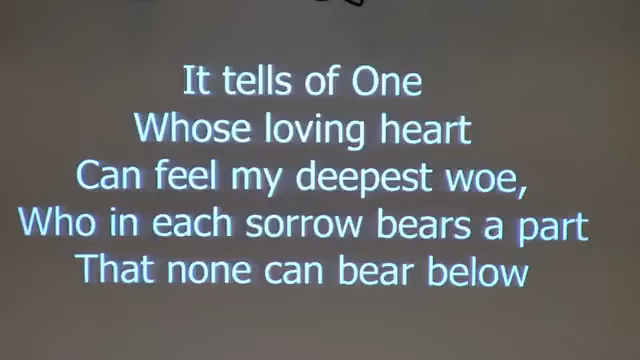 It tells of One
Whose loving heart
Can feel my deepest woe,
Who in each sorrow bears a part
That none can bear below